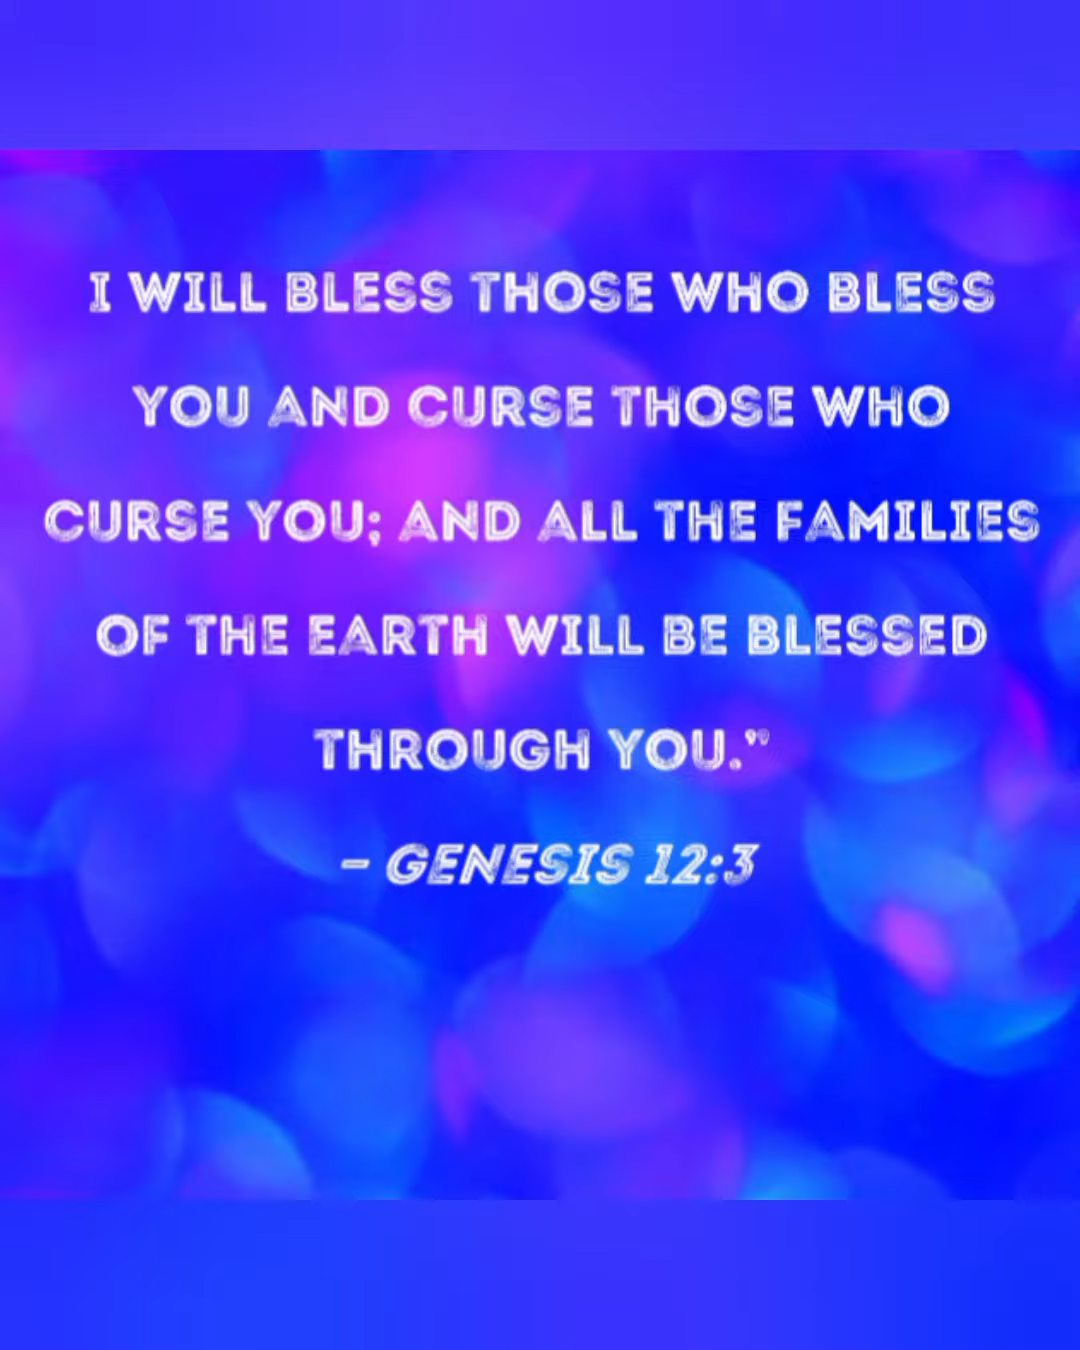 I WILL BLESS THOSE WHO BLESS
YOU AND CURSE THOSE WHO
CURSE YOU; AND ALL THE FAMILIES
OF THE EARTH WILL BE BLESSED
THROUGH YOU.”
– GENESIS 12:3